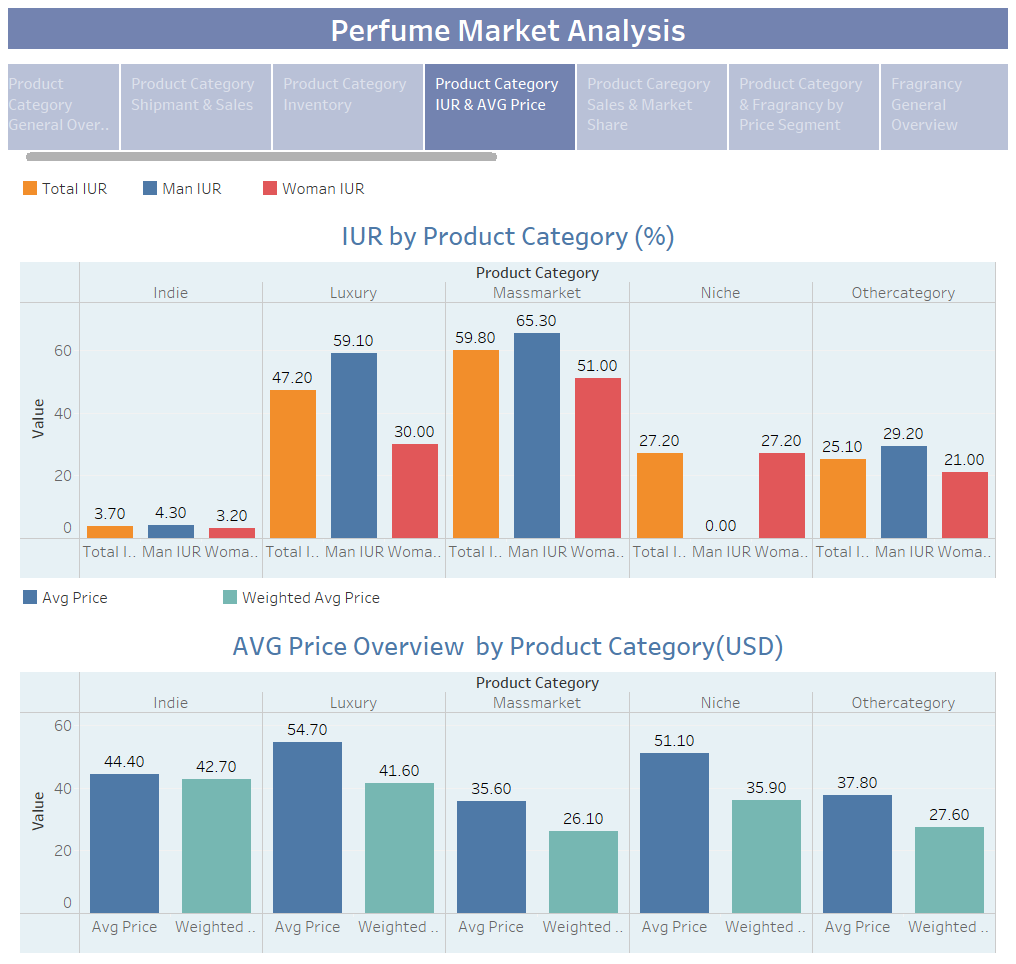 Perfume Market Analysis
Product
Category
General Over..
Product Category
Shipmant & Sales
Product Category
Inventory
Product Category
IUR & AVG Price
Product Caregory
Sales & Market
Share
Product Category
& Fragrancy by
Price Segment
Fragrancy
General
Overview
Total IUR Man IUR Woman IUR
IUR by Product Category (%)
Product Category
Indie Luxury Massmarket Niche Othercategory
Value
60
40
20
0
3.70 4.30 3.20
47.20 59.10 30.00
59.80 65.30 51.00
27.20 0.00 27.20
25.10 29.20 21.00
Total I.. Man IUR Woma.. Total I.. Man IUR Woma.. Total I.. Man IUR Woma.. Total I.. Man IUR Woma.. Total I.. Man IUR Woma..
Avg Price Weighted Avg Price
AVG Price Overview  by Product Category(USD)
Product Category
Indie Luxury Massmarket Niche Othercategory
Value
60
40
20
0
44.40 42.70
54.70 41.60
35.60 26.10
51.10 35.90
37.80 27.60
Avg Price Weighted .. Avg Price Weighted .. Avg Price Weighted .. Avg Price Weighted .. Avg Price Weighted ..